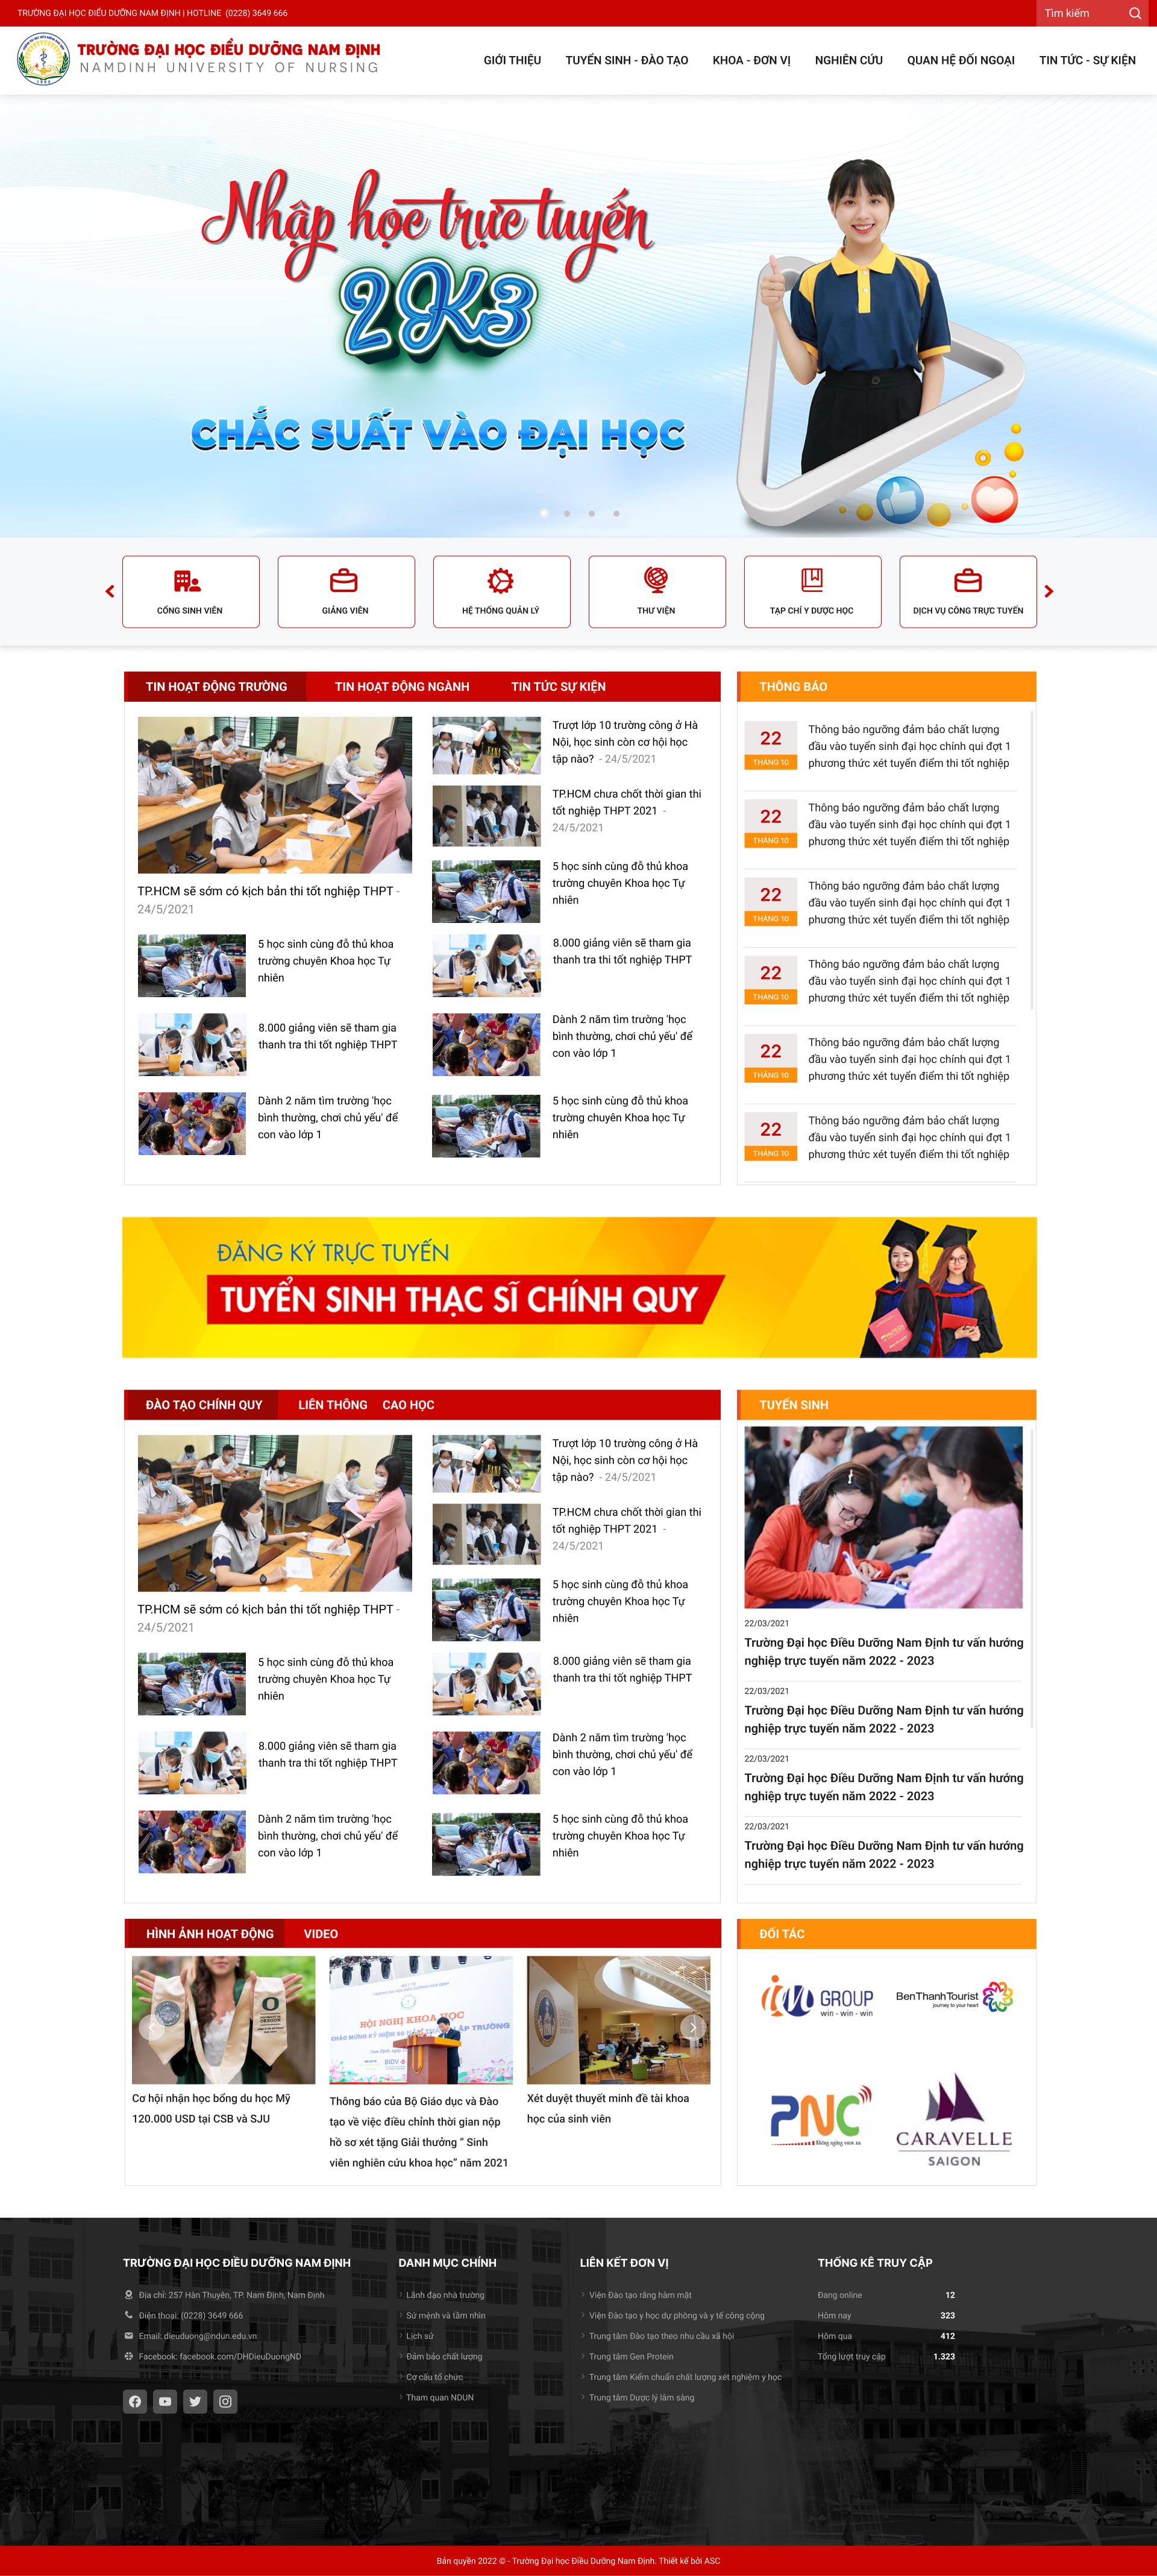 TRƯỜNG ĐẠI HỌC ĐIỀU DƯỠNG NAM ĐỊNH | HOTLINE (0228) 3649 666
Tìm kiếm
TRƯỜNG ĐẠI HỌC ĐIỀU DƯỠNG NAM ĐỊNH
NAMDINH UNIVERSITY OF NURSING
GIỚI THIỆU
TUYỂN SINH - ĐÀO TẠO
KHOA - ĐƠN VỊ
NGHIÊN CỨU
QUAN HỆ ĐỐI NGOẠI
TIN TỨC - SỰ KIỆN
Nhập học trực tuyến
2K3
CHẮC SUẤT VÀO ĐẠI HỌC
CỔNG SINH VIÊN
GIẢNG VIÊN
HỆ THỐNG QUẢN LÝ
THƯ VIỆN
TẠP CHÍ Y DƯỢC HỌC
DỊCH VỤ CÔNG TRỰC TUYẾN
TIN HOẠT ĐỘNG TRƯỜNG
TIN HOẠT ĐỘNG NGÀNH
TIN TỨC SỰ KIỆN
TP.HCM sẽ sớm có kịch bản thi tốt nghiệp THPT -
24/5/2021
5 học sinh cùng đỗ thủ khoa
trường chuyên Khoa học Tự
nhiên
8.000 giảng viên sẽ tham gia
thanh tra thi tốt nghiệp THPT
Dành 2 năm tìm trường 'học
bình thường, chơi chủ yếu' để
con vào lớp 1
Trượt lớp 10 trường công ở Hà
Nội, học sinh còn cơ hội học
tập nào? - 24/5/2021
TP.HCM chưa chốt thời gian thi
tốt nghiệp THPT 2021 -
24/5/2021
5 học sinh cùng đỗ thủ khoa
trường chuyên Khoa học Tự
nhiên
8.000 giảng viên sẽ tham gia
thanh tra thi tốt nghiệp THPT
Dành 2 năm tìm trường 'học
bình thường, chơi chủ yếu' để
con vào lớp 1
5 học sinh cùng đỗ thủ khoa
trường chuyên Khoa học Tự
nhiên
THÔNG BÁO
22
THÁNG 10
Thông báo ngưỡng đảm bảo chất lượng
đầu vào tuyển sinh đại học chính qui đợt 1
phương thức xét tuyển điểm thi tốt nghiệp
22
THÁNG 10
Thông báo ngưỡng đảm bảo chất lượng
đầu vào tuyển sinh đại học chính qui đợt 1
phương thức xét tuyển điểm thi tốt nghiệp
22
THÁNG 10
Thông báo ngưỡng đảm bảo chất lượng
đầu vào tuyển sinh đại học chính qui đợt 1
phương thức xét tuyển điểm thi tốt nghiệp
22
THÁNG 10
Thông báo ngưỡng đảm bảo chất lượng
đầu vào tuyển sinh đại học chính qui đợt 1
phương thức xét tuyển điểm thi tốt nghiệp
22
THÁNG 10
Thông báo ngưỡng đảm bảo chất lượng
đầu vào tuyển sinh đại học chính qui đợt 1
phương thức xét tuyển điểm thi tốt nghiệp
22
THÁNG 10
Thông báo ngưỡng đảm bảo chất lượng
đầu vào tuyển sinh đại học chính qui đợt 1
phương thức xét tuyển điểm thi tốt nghiệp
ĐĂNG KÝ TRỰC TUYẾN
TUYỂN SINH THẠC SĨ CHÍNH QUY
ĐÀO TẠO CHÍNH QUY
LIÊN THÔNG
CAO HỌC
TP.HCM sẽ sớm có kịch bản thi tốt nghiệp THPT -
24/5/2021
5 học sinh cùng đỗ thủ khoa
trường chuyên Khoa học Tự
nhiên
8.000 giảng viên sẽ tham gia
thanh tra thi tốt nghiệp THPT
Dành 2 năm tìm trường 'học
bình thường, chơi chủ yếu' để
con vào lớp 1
Trượt lớp 10 trường công ở Hà
Nội, học sinh còn cơ hội học
tập nào? - 24/5/2021
TP.HCM chưa chốt thời gian thi
tốt nghiệp THPT 2021 -
24/5/2021
5 học sinh cùng đỗ thủ khoa
trường chuyên Khoa học Tự
nhiên
8.000 giảng viên sẽ tham gia
thanh tra thi tốt nghiệp THPT
Dành 2 năm tìm trường 'học
bình thường, chơi chủ yếu' để
con vào lớp 1
5 học sinh cùng đỗ thủ khoa
trường chuyên Khoa học Tự
nhiên
TUYỂN SINH
22/03/2021
Trường Đại học Điều Dưỡng Nam Định tư vấn hướng
nghiệp trực tuyến năm 2022 - 2023
22/03/2021
Trường Đại học Điều Dưỡng Nam Định tư vấn hướng
nghiệp trực tuyến năm 2022 - 2023
22/03/2021
Trường Đại học Điều Dưỡng Nam Định tư vấn hướng
nghiệp trực tuyến năm 2022 - 2023
22/03/2021
Trường Đại học Điều Dưỡng Nam Định tư vấn hướng
nghiệp trực tuyến năm 2022 - 2023
HÌNH ẢNH HOẠT ĐỘNG
VIDEO
O
OREGON
HỘI NGHỊ KHOA HỌC
BIDV
Cơ hội nhận học bổng du học Mỹ
120.000 USD tại CSB và SJU
Thông báo của Bộ Giáo dục và Đào
tạo về việc điều chỉnh thời gian nộp
hồ sơ xét tặng Giải thưởng “ Sinh
viên nghiên cứu khoa học” năm 2021
Xét duyệt thuyết minh đề tài khoa
học của sinh viên
ĐỐI TÁC
GROUP
win - win - win
BenThanhTourist
journey to your heart
PNC
CARAVELLE
SAIGON
TRƯỜNG ĐẠI HỌC ĐIỀU DƯỠNG NAM ĐỊNH
Địa chỉ: 257 Hàn Thuyên, TP. Nam Định, Nam Định
Điện thoại: (0228) 3649 666
Email: dieuduong@ndun.edu.vn
Facebook: facebook.com/DHDieuDuongND
DANH MỤC CHÍNH
Lãnh đạo nhà trường
Sứ mệnh và tầm nhìn
Lịch sử
Đảm bảo chất lượng
Cơ cấu tổ chức
Tham quan NDUN
LIÊN KẾT ĐƠN VỊ
Viện Đào tạo răng hàm mặt
Viện Đào tạo y học dự phòng và y tế công cộng
Trung tâm Đào tạo theo nhu cầu xã hội
Trung tâm Gen Protein
Trung tâm Kiểm chuẩn chất lượng xét nghiệm y học
Trung tâm Dược lý lâm sàng
THỐNG KÊ TRUY CẬP
Đang online 12
Hôm nay 323
Hôm qua 412
Tổng lượt truy cập 1.323
Bản quyền 2022 © - Trường Đại học Điều Dưỡng Nam Định. Thiết kế bởi ASC